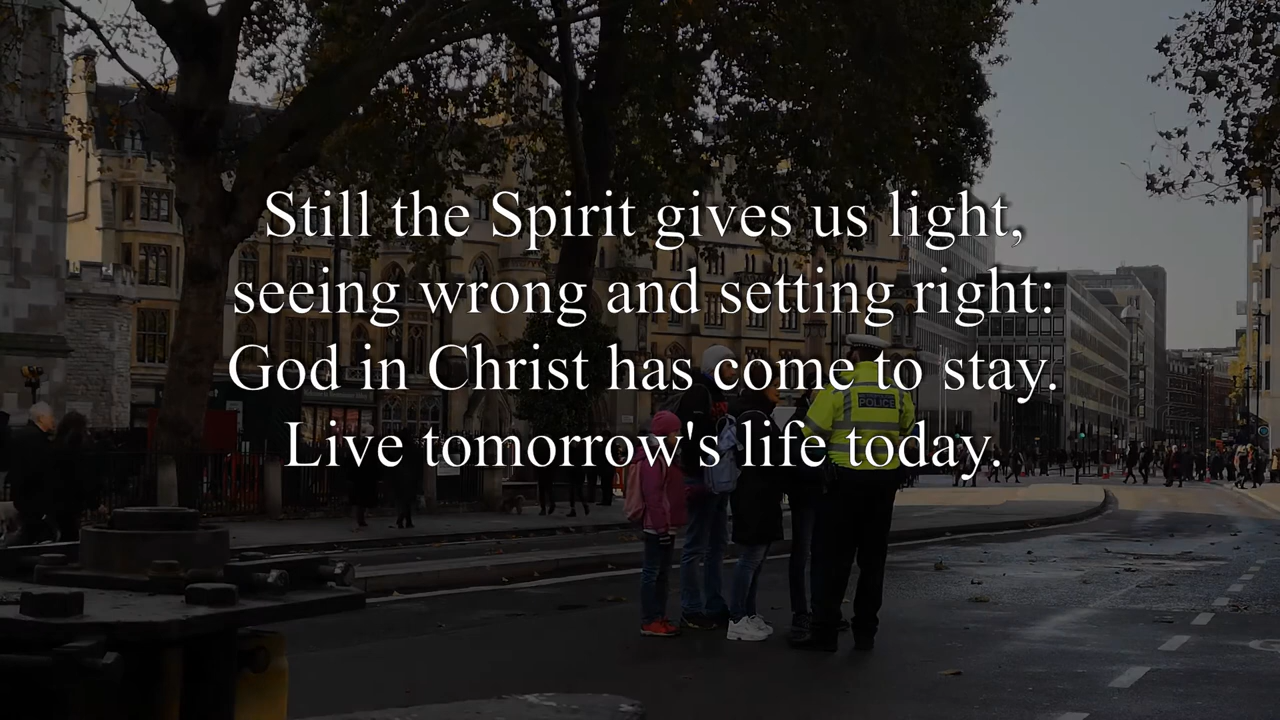 Still the Spirit gives us light,
seeing wrong and setting right:
God in Christ has come to stay.
Live tomorrow's life today.
POLICE